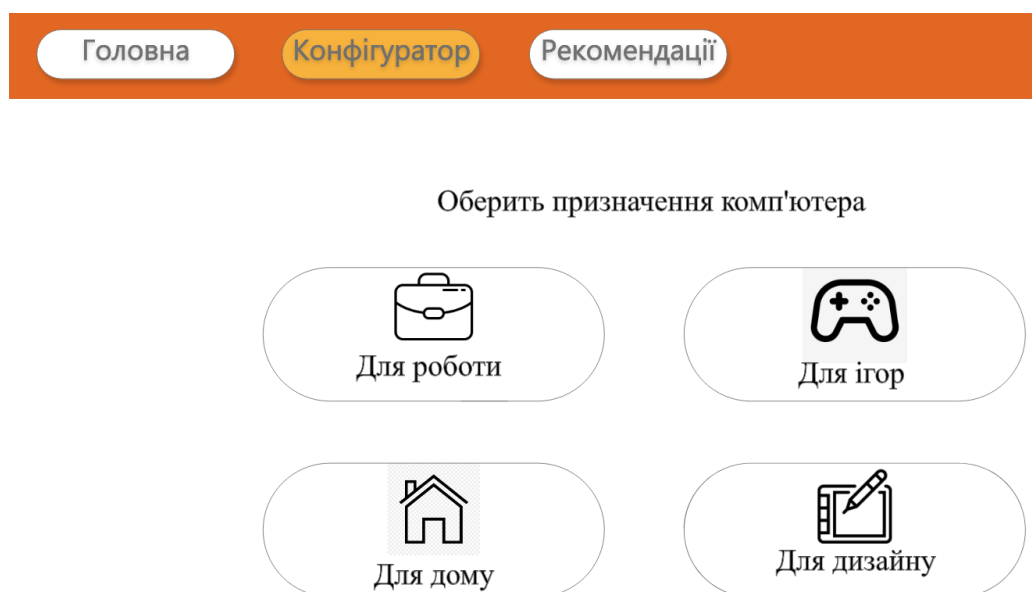 Головна
Конфігуратор
Рекомендації
Оберить призначення комп'ютера
Для роботи
Для ігор
Для дому
Для дизайну